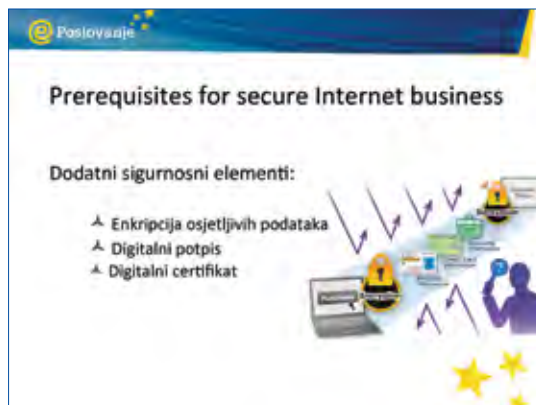 e Poslovanje
Prerequisites for secure Internet business
Dodatni sigurnosni elementi:
Enkripcija osjetljivih podataka
Digitalni potpis
Digitalni certifikat